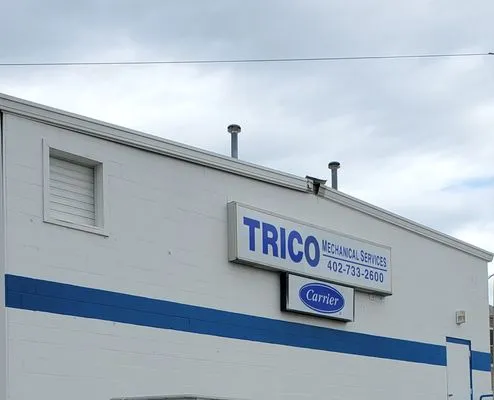 TRICO MECHANICAL SERVICES
402-733-2600
Carrier